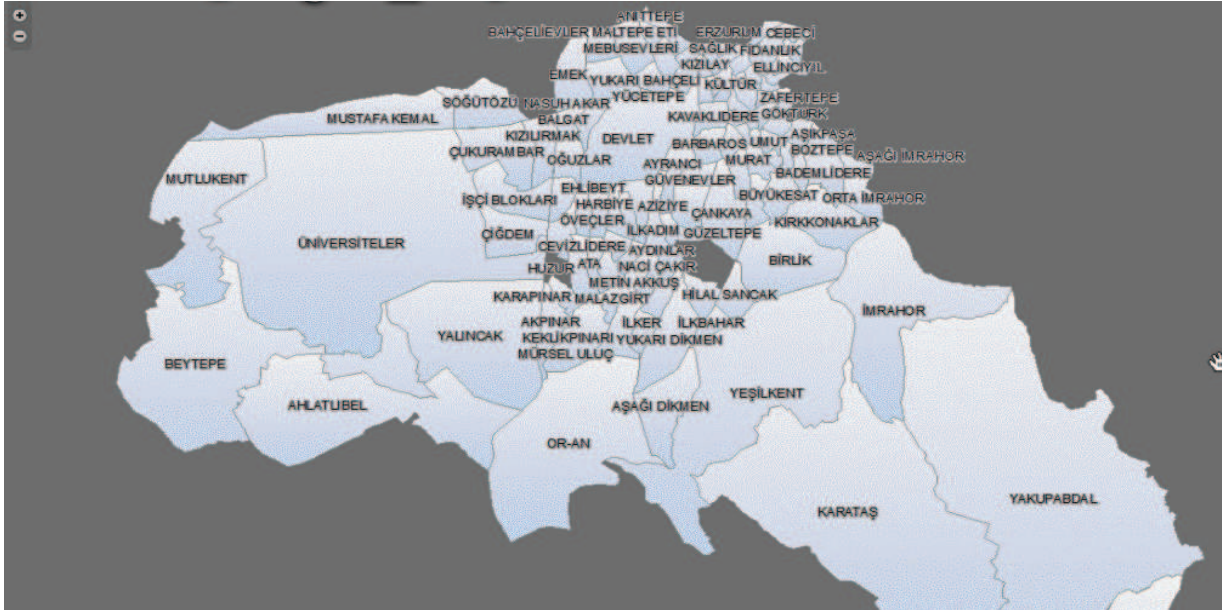 ANITTEPE
BAHÇELİEVLER MALTEPE ETİ ERZURUM CEBECİ
MEBUSEVLERİ SAĞLIK FİDANLIK
KIZILAY ELLİNCİYIL
EMEK YUKARI BAHÇELİ KÜLTÜR
YÜCETEPE ZAFERTEPE
SÖĞÜTÖZÜ NASUH AKAR
MUSTAFA KEMAL BALGAT KAVAKLIDERE GÖKTÜRK
KIZILIRMAK DEVLET BARBAROS UMUT AŞIKPAŞA
ÇUKURAMBAR OĞUZLAR AYRANCI MURAT BOZTEPE AŞAĞI İMRAHOR
MUTLUKENT GÜVENEVLER BADEMLİDERE
İŞÇİ BLOKLARI EHLİBEYT BÜYÜKESAT ORTA İMRAHOR
HARBİYE AZİZİYE ÇANKAYA
ÖVEÇLER KIRKKONAKLAR
ÜNİVERSİTELER ÇİĞDEM İLKADIM GÜZELTEPE
CEVİZLİDERE AYDINLAR
HUZUR ATA NACİ ÇAKIR BİRLİK
METİN AKKUŞ
KARAPINAR MALAZGİRT HİLAL SANCAK
İMRAHOR
AKPINAR İLKER İLKBAHAR
YALINCAK KEKLİKPINARI YUKARI DİKMEN
MÜRSEL ULUÇ
BEYTEPE
YEŞİLKENT
AHLATLIBEL AŞAĞI DİKMEN
OR-AN
YAKUPABDAL
KARATAŞ